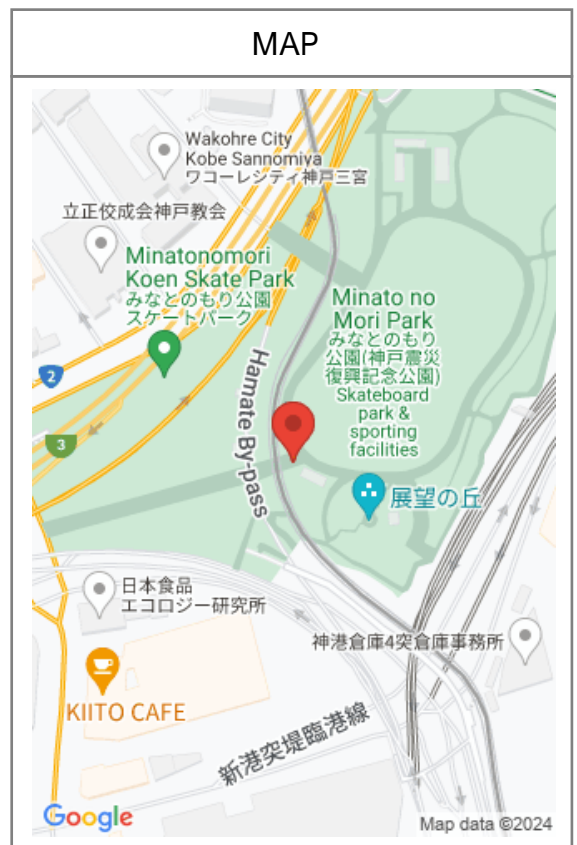 MAP
Wakohre City
Kobe Sannomiya
ワコーレシティ神戸三宮
立正佼成会神戸教会
Minatonomori
Koen Skate Park
みなとのもり公園
スケートパーク
Minato no
Mori Park
みなとのもり
公園(神戸震災
復興記念公園)
Skateboard
park &
sporting
facilities
2
Hamate By-pass
3
展望の丘
日本食品
エコロジー研究所
神港倉庫4突倉庫事務所
KIITO CAFE
新港突堤臨港線
Google
Map data ©2024